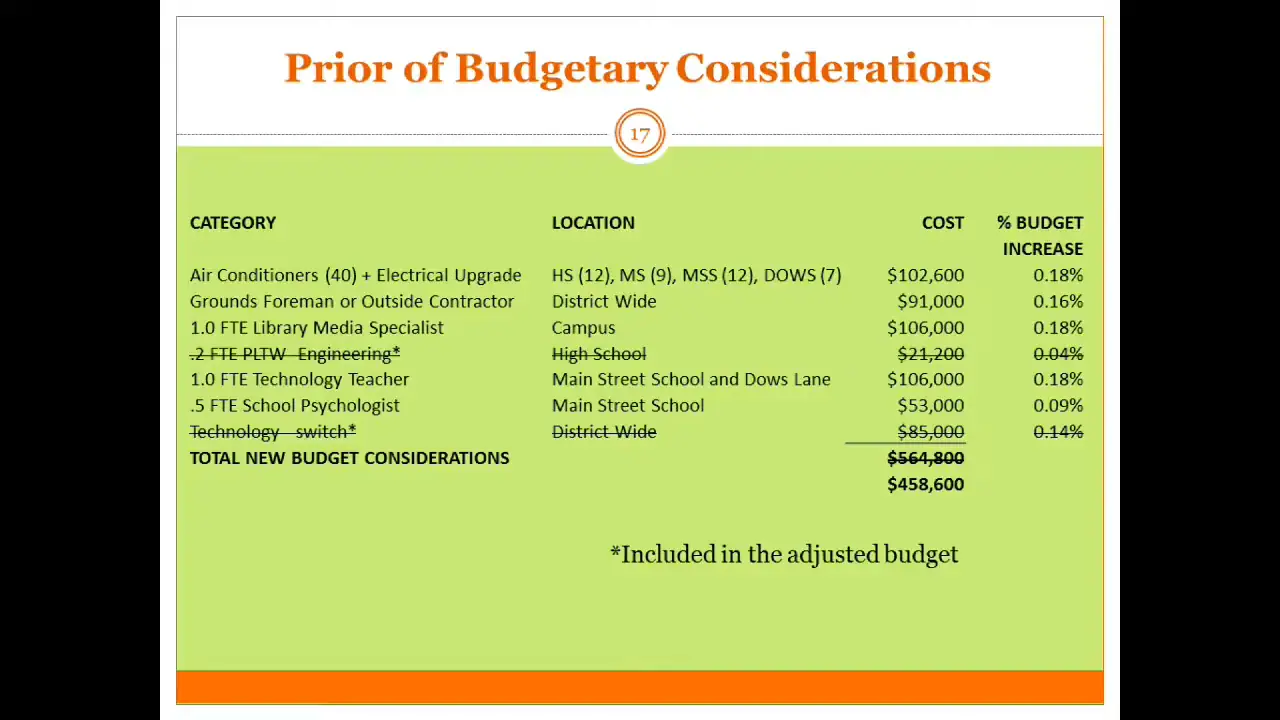 Prior of Budgetary Considerations
17
CATEGORY LOCATION COST % BUDGET
INCREASE
Air Conditioners (40) + Electrical Upgrade HS (12), MS (9), MSS (12), DOWS (7) $102,600 0.18%
Grounds Foreman or Outside Contractor District Wide $91,000 0.16%
1.0 FTE Library Media Specialist Campus $106,000 0.18%
.2 FTE PLTW Engineering* High School $21,200 0.04%
1.0 FTE Technology Teacher Main Street School and Dows Lane $106,000 0.18%
.5 FTE School Psychologist Main Street School $53,000 0.09%
Technology switch* District Wide $85,000 0.14%
TOTAL NEW BUDGET CONSIDERATIONS $564,800
$458,600
*Included in the adjusted budget